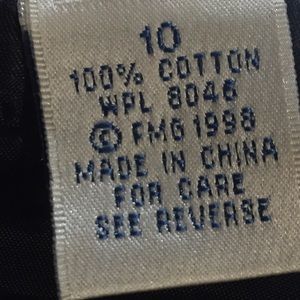 10
100% COTTON
WPL 8046
© FMG 1998
MADE IN CHINA
FOR CARE
SEE REVERSE